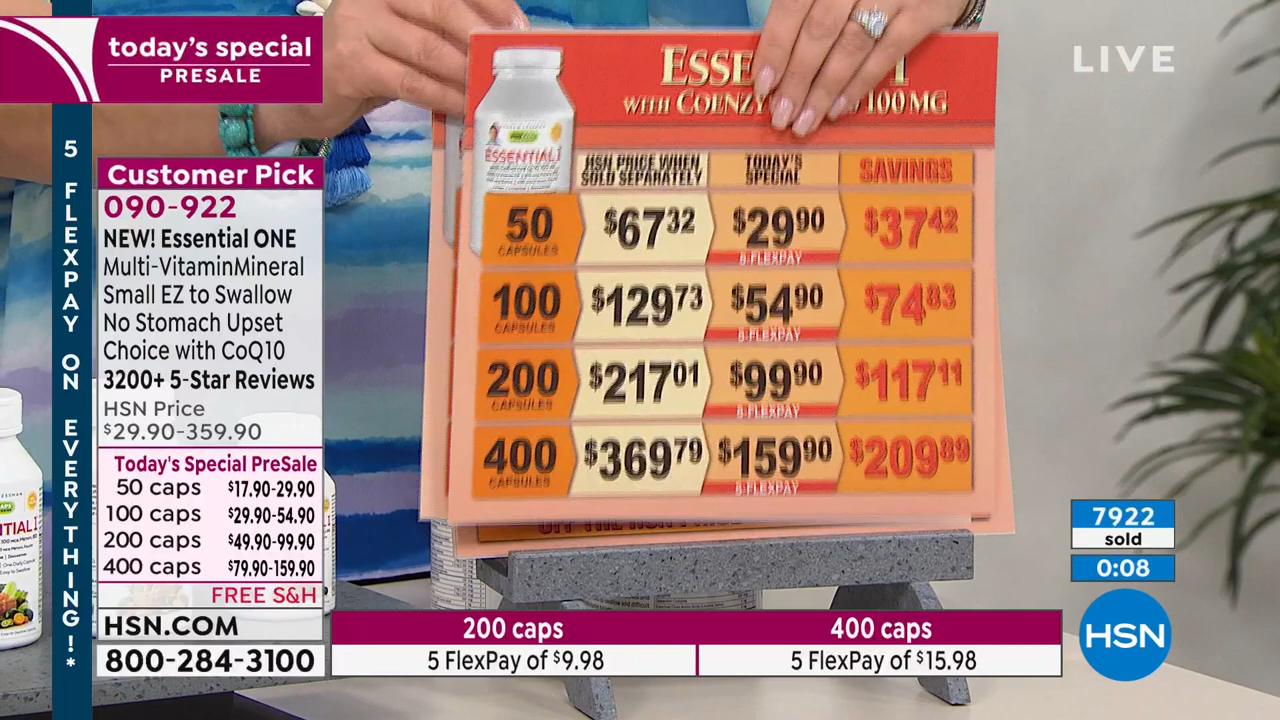 today's special
PRESALE
5 FLEXPAY ON EVERYTHING!*
Customer Pick
090-922
NEW! Essential ONE
Multi-VitaminMineral
Small EZ to Swallow
No Stomach Upset
Choice with CoQ10
3200+ 5-Star Reviews
HSN Price
$29.90-359.90
Today's Special PreSale
50 caps $17.90-29.90
100 caps $29.90-54.90
200 caps $49.90-99.90
400 caps $79.90-159.90
FREE S&H
HSN.COM
800-284-3100
LIVE
WITH 100 MG
ESSENTIAL 1
HSN PRICE WHEN SOLD SEPARATELY
TODAY'S SPECIAL
SAVINGS
50 CAPSULES $67.32 $29.90 $37.42
5 FLEXPAY
100 CAPSULES $129.73 $54.90 $74.83
5 FLEXPAY
200 CAPSULES $217.01 $99.90 $117.11
5 FLEXPAY
400 CAPSULES $369.79 $159.90 $209.89
5 FLEXPAY
OFF THE HSN
7922
sold
0:08
HSN
200 caps
5 FlexPay of $9.98
400 caps
5 FlexPay of $15.98